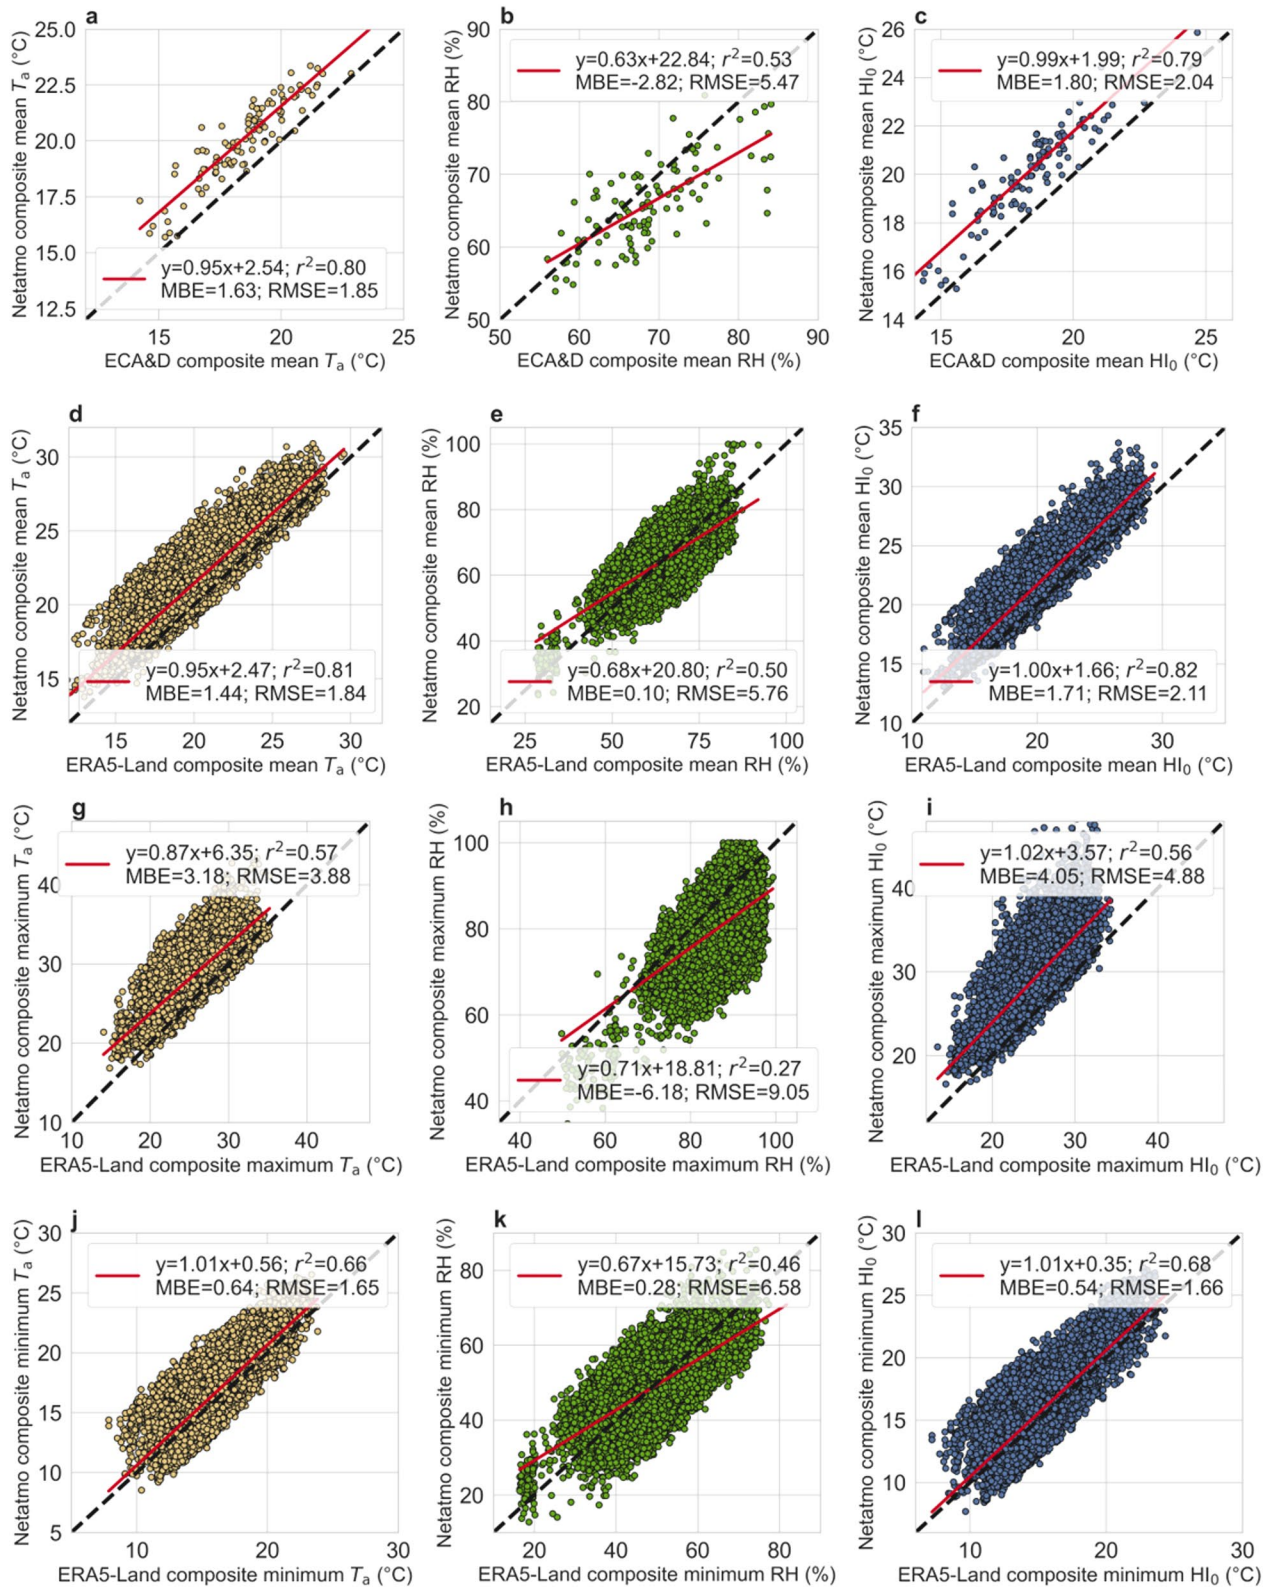 a
Netatmo composite mean Ta (°C)
25.0
22.5
20.0
17.5
15.0
12.5
y=0.95x+2.54; r²=0.80
MBE=1.63; RMSE=1.85
15
20
25
ECA&D composite mean Ta (°C)
b
Netatmo composite mean RH (%)
90
80
70
60
50
y=0.63x+22.84; r²=0.53
MBE=-2.82; RMSE=5.47
50
60
70
80
90
ECA&D composite mean RH (%)
c
Netatmo composite mean HI₀ (°C)
26
24
22
20
18
16
14
y=0.99x+1.99; r²=0.79
MBE=1.80; RMSE=2.04
15
20
25
ECA&D composite mean HI₀ (°C)
d
Netatmo composite mean Ta (°C)
30
25
20
15
y=0.95x+2.47; r²=0.81
MBE=1.44; RMSE=1.84
15
20
25
30
ERA5-Land composite mean Ta (°C)
e
Netatmo composite mean RH (%)
100
80
60
40
20
y=0.68x+20.80; r²=0.50
MBE=0.10; RMSE=5.76
25
50
75
100
ERA5-Land composite mean RH (%)
f
Netatmo composite mean HI₀ (°C)
35
30
25
20
15
10
y=1.00x+1.66; r²=0.82
MBE=1.71; RMSE=2.11
10
20
30
ERA5-Land composite mean HI₀ (°C)
g
Netatmo composite maximum Ta (°C)
40
30
20
10
y=0.87x+6.35; r²=0.57
MBE=3.18; RMSE=3.88
10
20
30
40
ERA5-Land composite maximum Ta (°C)
h
Netatmo composite maximum RH (%)
100
80
60
40
y=0.71x+18.81; r²=0.27
MBE=-6.18; RMSE=9.05
40
60
80
100
ERA5-Land composite maximum RH (%)
i
Netatmo composite maximum HI₀ (°C)
40
30
20
y=1.02x+3.57; r²=0.56
MBE=4.05; RMSE=4.88
20
30
40
ERA5-Land composite maximum HI₀ (°C)
j
Netatmo composite minimum Ta (°C)
30
25
20
15
10
5
y=1.01x+0.56; r²=0.66
MBE=0.64; RMSE=1.65
10
20
30
ERA5-Land composite minimum Ta (°C)
k
Netatmo composite minimum RH (%)
80
60
40
20
y=0.67x+15.73; r²=0.46
MBE=0.28; RMSE=6.58
20
40
60
80
ERA5-Land composite minimum RH (%)
l
Netatmo composite minimum HI₀ (°C)
30
25
20
15
10
y=1.01x+0.35; r²=0.68
MBE=0.54; RMSE=1.66
10
20
30
ERA5-Land composite minimum HI₀ (°C)